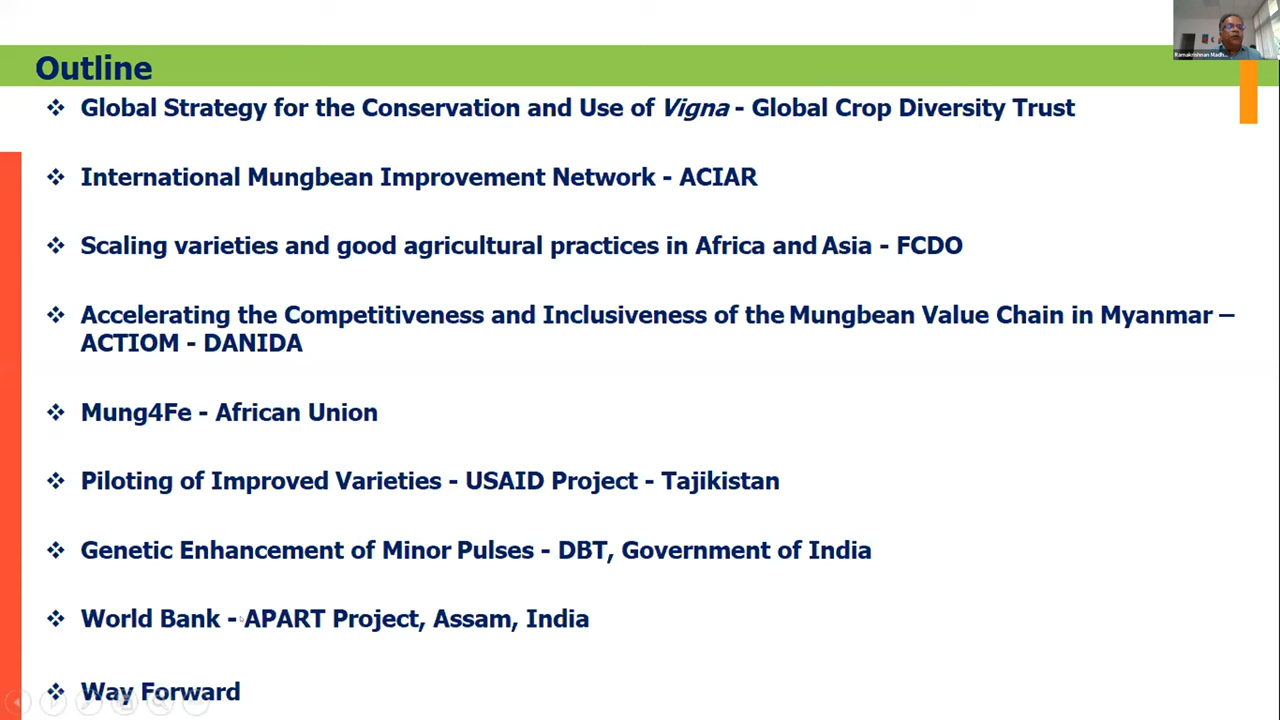 Ramakrishnan Madh...
Outline
Global Strategy for the Conservation and Use of Vigna - Global Crop Diversity Trust
International Mungbean Improvement Network - ACIAR
Scaling varieties and good agricultural practices in Africa and Asia - FCDO
Accelerating the Competitiveness and Inclusiveness of the Mungbean Value Chain in Myanmar –
ACTIOM - DANIDA
Mung4Fe - African Union
Piloting of Improved Varieties - USAID Project - Tajikistan
Genetic Enhancement of Minor Pulses - DBT, Government of India
World Bank - APART Project, Assam, India
Way Forward